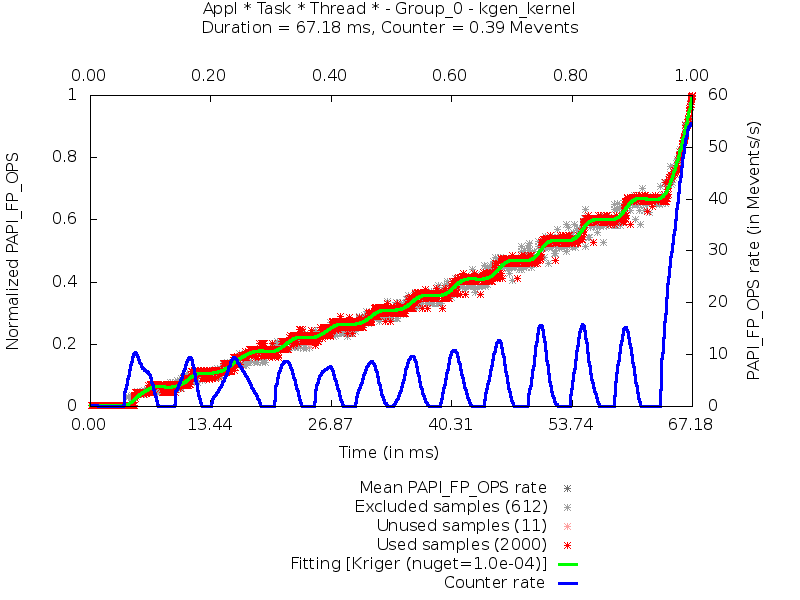 Appl * Task * Thread * - Group_0 - kgen_kernel
Duration = 67.18 ms, Counter = 0.39 Mevents
0.00 0.20 0.40 0.60 0.80 1.00
1 60
50
0.8
40
0.6
30
0.4
20
0.2
10
0 0
Normalized PAPI_FP_OPS
PAPI_FP_OPS rate (in Mevents/s)
0.00 13.44 26.87 40.31 53.74 67.18
Time (in ms)
Mean PAPI_FP_OPS rate
Excluded samples (612)
Unused samples (11)
Used samples (2000)
Fitting [Kriger (nuget=1.0e-04)]
Counter rate